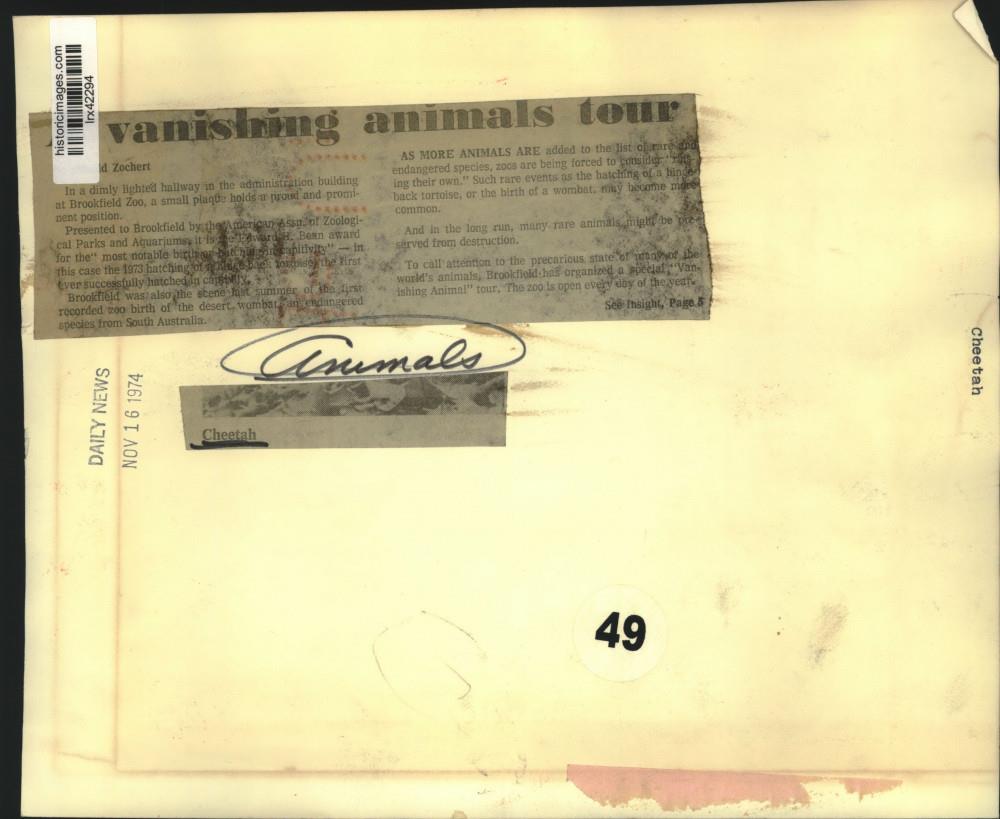 historicimages.com
lrx42294
vanishing animals tour
Zochert
In a dimly lighted hallway in the administration building
at Brookfield Zoo, a small plaque holds a proud and promi-
nent position.
Presented to Brookfield by the American Assn. of Zoologi-
cal Parks and Aquariums, it is the Edward H. Bean award
for the" most notable birth or hatching in captivity" — in
this case the 1973 hatching of a hinge-back tortoise, the first
ever successfully hatched in captivity.
Brookfield was also the scene last summer of the first
recorded zoo birth of the desert wombat, an endangered
species from South Australia.
AS MORE ANIMALS ARE added to the list of rare and
endangered species, zoos are being forced to consider "rais-
ing their own." Such rare events as the hatching of a hinge-
back tortoise, or the birth of a wombat, may become more
common.
And in the long run, many rare animals might be pre-
served from destruction.
To call attention to the precarious state of many of the
world's animals, Brookfield has organized a special "Van-
ishing Animal" tour. The zoo is open every day of the year.
See Insight, Page 5
Animals
Cheetah
DAILY NEWS
NOV 16 1974
Cheetah
49